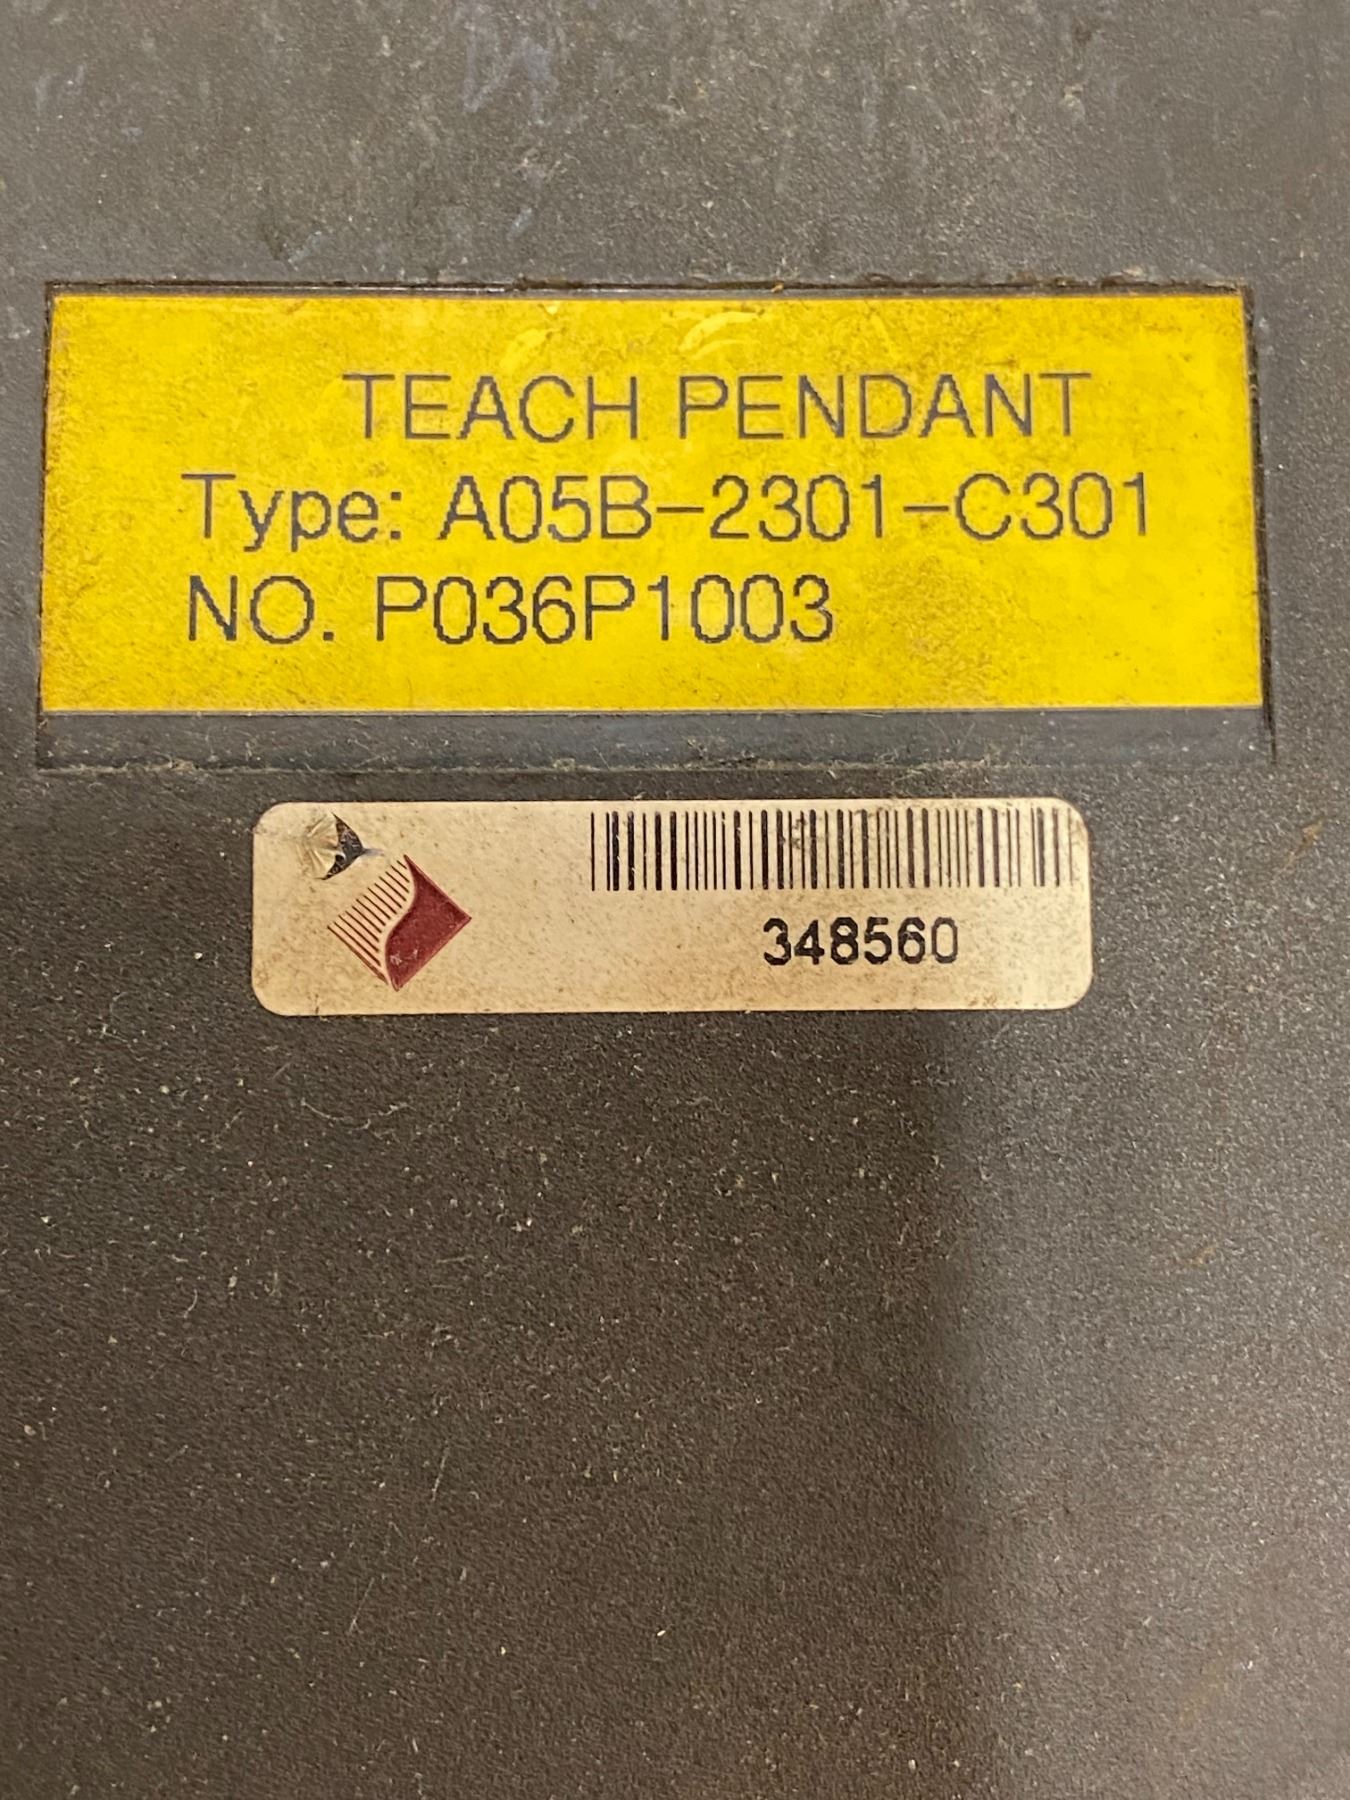 TEACH PENDANT
Type: A05B-2301-C301
NO. P036P1003
348560